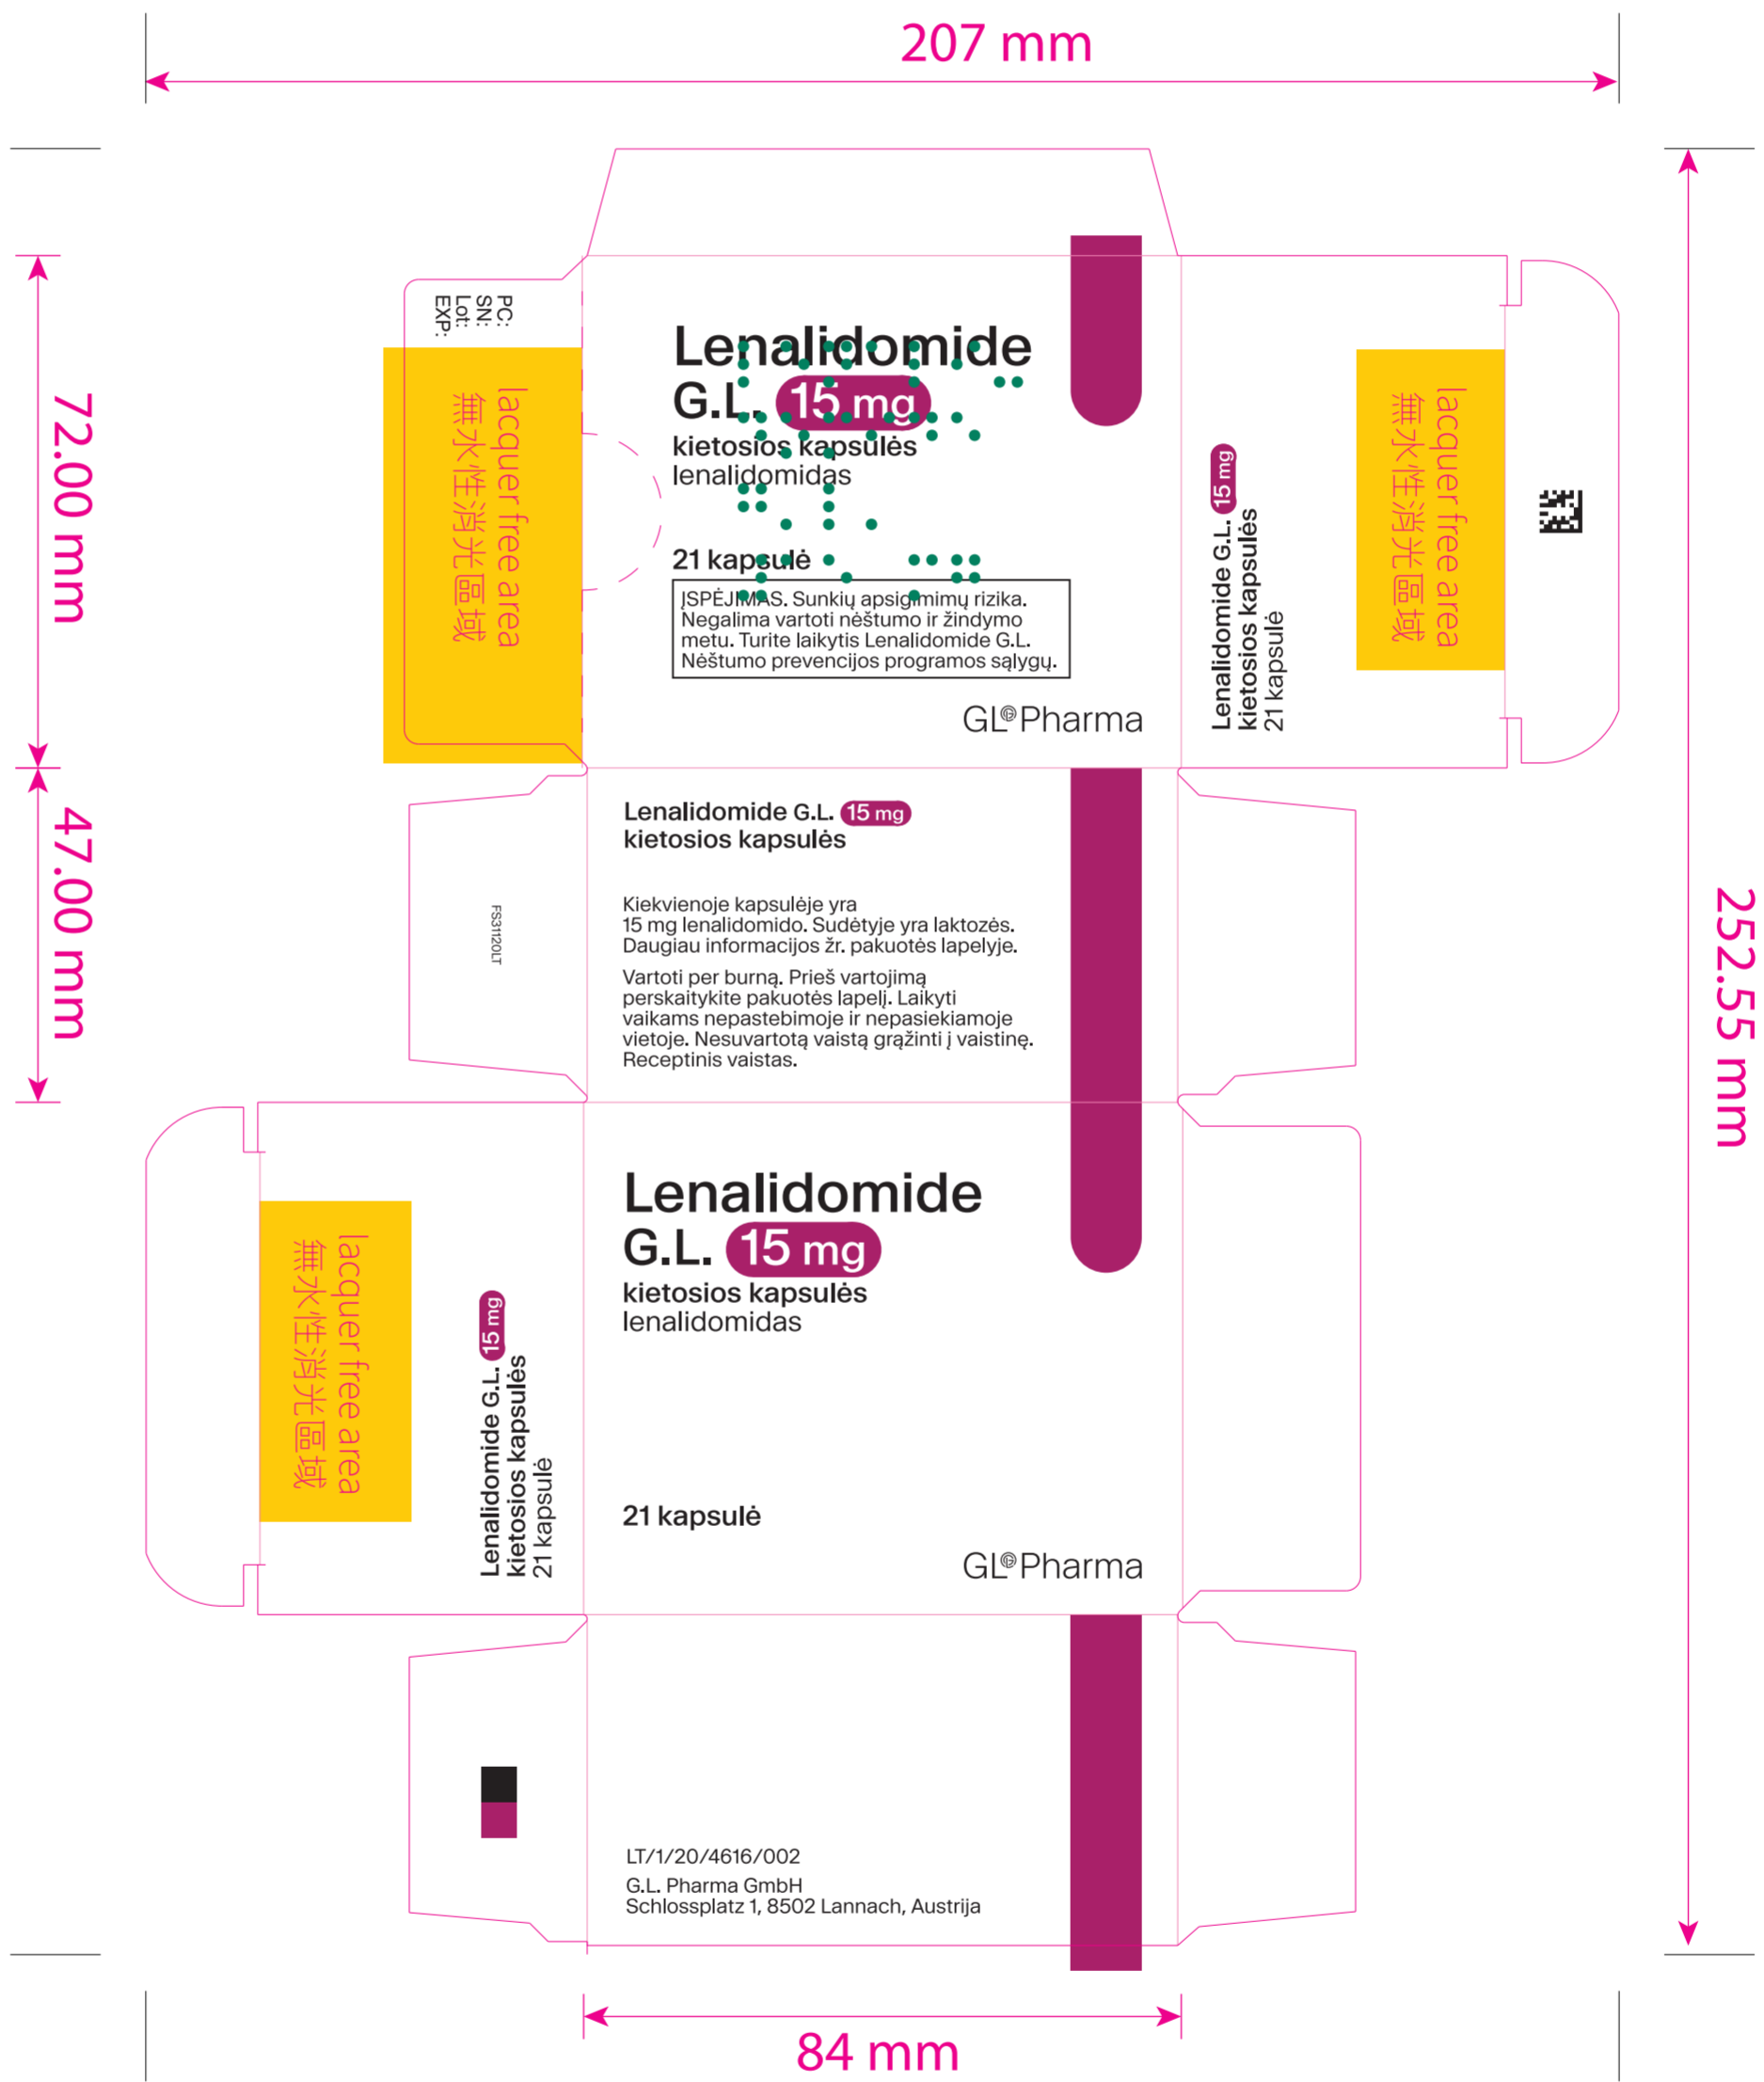 207 mm
PC:
SN:
Lot:
EXP:
lacquer free area
無水性消光區域
72.00 mm
Lenalidomide
G.L. 15 mg
kietosios kapsulės
lenalidomidas
21 kapsulė
ĮSPĖJIMAS. Sunkių apsigimimų rizika.
Negalima vartoti nėštumo ir žindymo
metu. Turite laikytis Lenalidomide G.L.
Nėštumo prevencijos programos sąlygų.
GL Pharma
Lenalidomide G.L. 15 mg
kietosios kapsulės
21 kapsulė
lacquer free area
無水性消光區域
47.00 mm
FS31120LT
Lenalidomide G.L. 15 mg
kietosios kapsulės
Kiekvienoje kapsulėje yra
15 mg lenalidomido. Sudėtyje yra laktozės.
Daugiau informacijos žr. pakuotės lapelyje.
Vartoti per burną. Prieš vartojimą
perskaitykite pakuotės lapelį. Laikyti
vaikams nepastebimoje ir nepasiekiamoje
vietoje. Nesuvartotą vaistą grąžinti į vaistinę.
Receptinis vaistas.
252.55 mm
lacquer free area
無水性消光區域
Lenalidomide G.L. 15 mg
kietosios kapsulės
21 kapsulė
Lenalidomide
G.L. 15 mg
kietosios kapsulės
lenalidomidas
21 kapsulė
GL Pharma
LT/1/20/4616/002
G.L. Pharma GmbH
Schlossplatz 1, 8502 Lannach, Austrija
84 mm